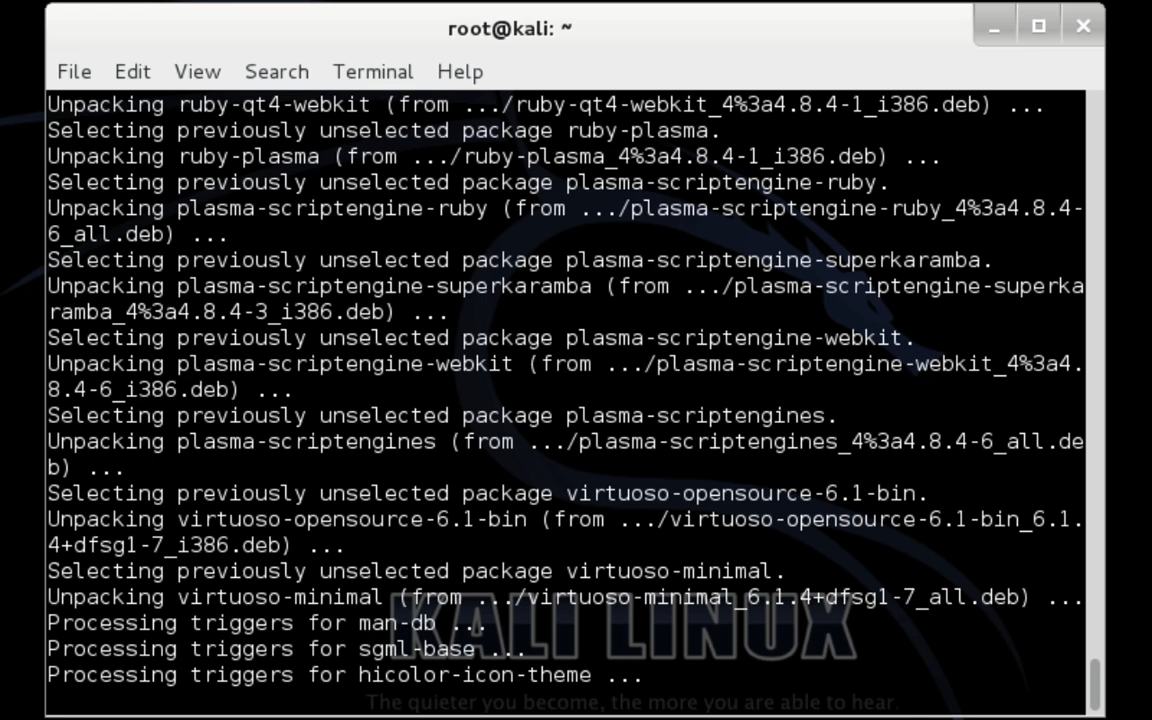 root@kali: ~
File Edit View Search Terminal Help
Unpacking ruby-qt4-webkit (from .../ruby-qt4-webkit_4%3a4.8.4-1_i386.deb) ...
Selecting previously unselected package ruby-plasma.
Unpacking ruby-plasma (from .../ruby-plasma_4%3a4.8.4-1_i386.deb) ...
Selecting previously unselected package plasma-scriptengine-ruby.
Unpacking plasma-scriptengine-ruby (from .../plasma-scriptengine-ruby_4%3a4.8.4-
6_all.deb) ...
Selecting previously unselected package plasma-scriptengine-superkaramba.
Unpacking plasma-scriptengine-superkaramba (from .../plasma-scriptengine-superka
ramba_4%3a4.8.4-3_i386.deb) ...
Selecting previously unselected package plasma-scriptengine-webkit.
Unpacking plasma-scriptengine-webkit (from .../plasma-scriptengine-webkit_4%3a4.
8.4-6_i386.deb) ...
Selecting previously unselected package plasma-scriptengines.
Unpacking plasma-scriptengines (from .../plasma-scriptengines_4%3a4.8.4-6_all.de
b) ...
Selecting previously unselected package virtuoso-opensource-6.1-bin.
Unpacking virtuoso-opensource-6.1-bin (from .../virtuoso-opensource-6.1-bin_6.1.
4+dfsg1-7_i386.deb) ...
Selecting previously unselected package virtuoso-minimal.
Unpacking virtuoso-minimal (from .../virtuoso-minimal_6.1.4+dfsg1-7_all.deb) ...
Processing triggers for man-db ...
Processing triggers for sgml-base ...
Processing triggers for hicolor-icon-theme ...
KALI LINUX
The quieter you become, the more you are able to hear.